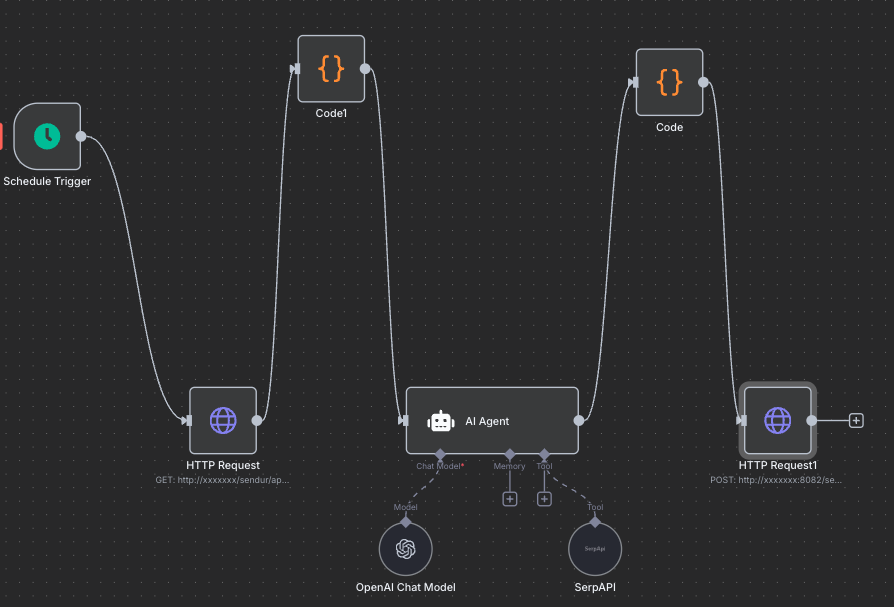 Schedule Trigger
HTTP Request
GET: http://xxxxxxx/sendur/ap...
Code1
AI Agent
Chat Model*
Memory
Tool
Model
OpenAI Chat Model
Tool
SerpApi
SerpAPI
Code
HTTP Request1
POST: http://xxxxxxx:8082/se...